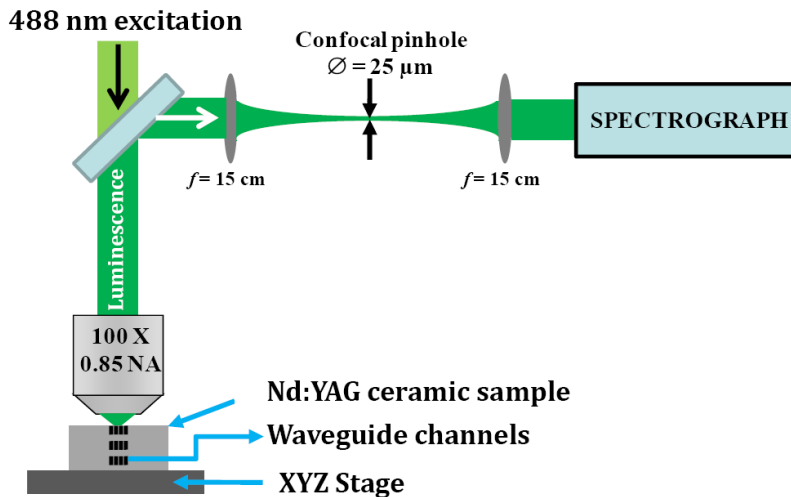 488 nm excitation
Confocal pinhole
∅ = 25 µm
SPECTROGRAPH
f = 15 cm
f = 15 cm
Luminescence
100 X
0.85 NA
Nd:YAG ceramic sample
Waveguide channels
XYZ Stage